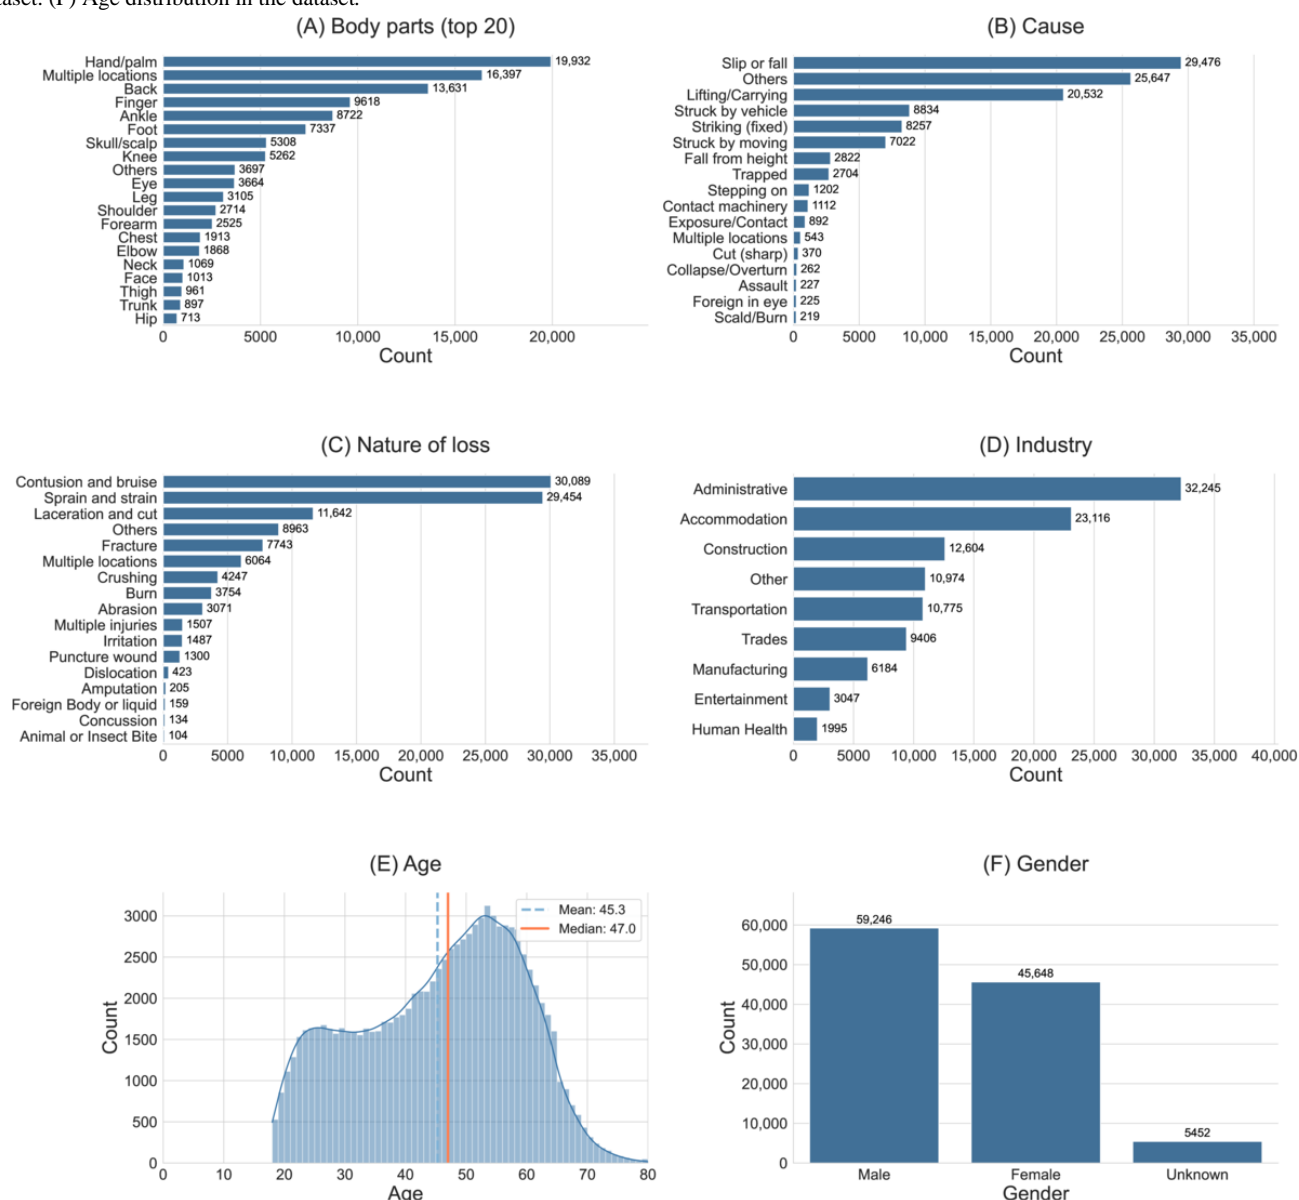 taset. (F) Age distribution in the dataset.
(A) Body parts (top 20)
Hand/palm 19,932
Multiple locations 16,397
Back 13,631
Finger 9618
Ankle 8722
Foot 7337
Skull/scalp 5308
Knee 5262
Others 3697
Eye 3664
Leg 3105
Shoulder 2714
Forearm 2525
Chest 1913
Elbow 1868
Neck 1069
Face 1013
Thigh 961
Trunk 897
Hip 713
0 5000 10,000 15,000 20,000
Count
(B) Cause
Slip or fall 29,476
Others 25,647
Lifting/Carrying 20,532
Struck by vehicle 8834
Striking (fixed) 8257
Struck by moving 7022
Fall from height 2822
Trapped 2704
Stepping on 1202
Contact machinery 1112
Exposure/Contact 892
Multiple locations 543
Cut (sharp) 370
Collapse/Overturn 262
Assault 227
Foreign in eye 225
Scald/Burn 219
0 5000 10,000 15,000 20,000 25,000 30,000 35,000
Count
(C) Nature of loss
Contusion and bruise 30,089
Sprain and strain 29,454
Laceration and cut 11,642
Others 8963
Fracture 7743
Multiple locations 6064
Crushing 4247
Burn 3754
Abrasion 3071
Multiple injuries 1507
Irritation 1487
Puncture wound 1300
Dislocation 423
Amputation 205
Foreign Body or liquid 159
Concussion 134
Animal or Insect Bite 104
0 5000 10,000 15,000 20,000 25,000 30,000 35,000
Count
(D) Industry
Administrative 32,245
Accommodation 23,116
Construction 12,604
Other 10,974
Transportation 10,775
Trades 9406
Manufacturing 6184
Entertainment 3047
Human Health 1995
0 5000 10,000 15,000 20,000 25,000 30,000 35,000 40,000
Count
(E) Age
Mean: 45.3
Median: 47.0
3000
2500
2000
1500
1000
500
0
Count
0 10 20 30 40 50 60 70 80
Age
(F) Gender
60,000
50,000
40,000
30,000
20,000
10,000
0
Count
59,246
45,648
5452
Male Female Unknown
Gender